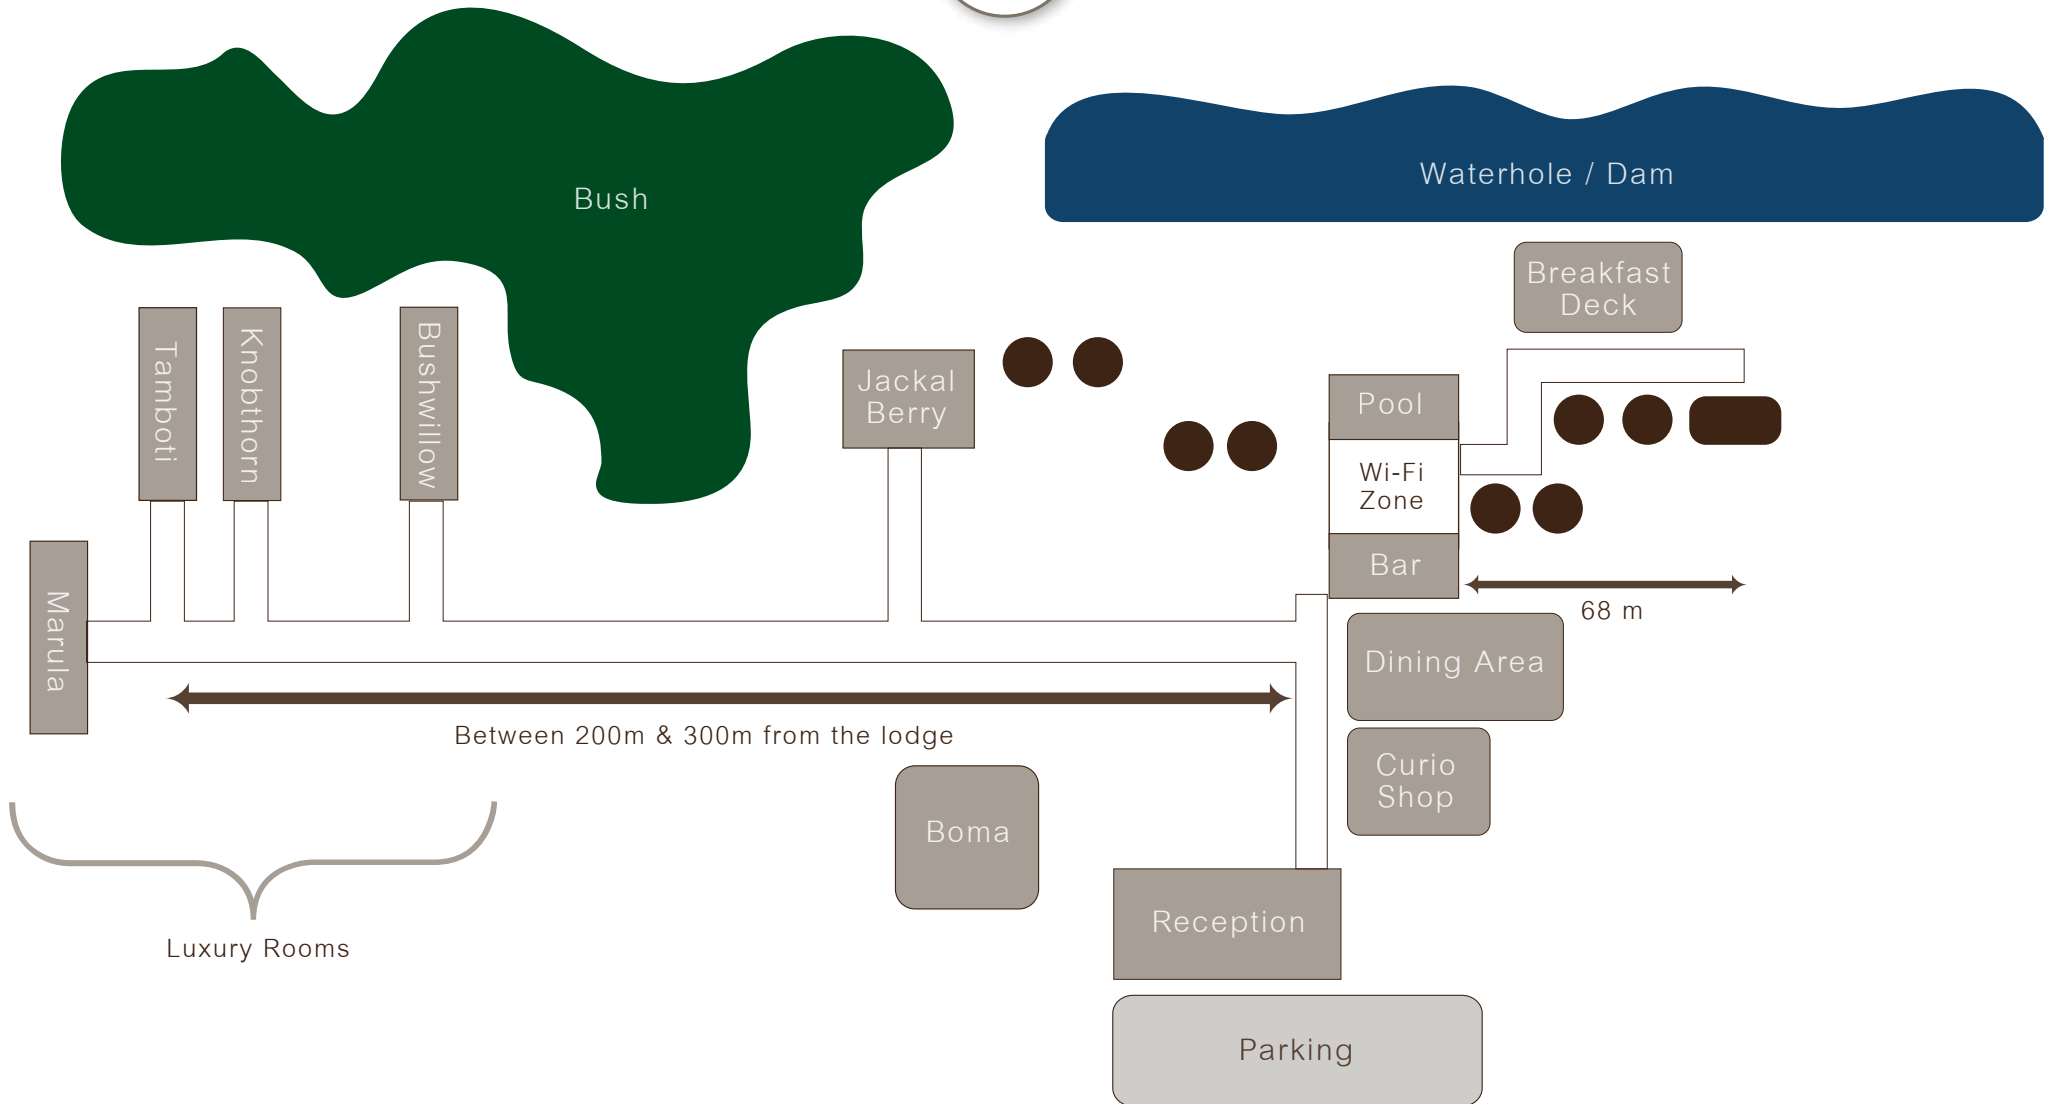 Bush
Waterhole / Dam
Breakfast
Deck
Tamboti
Knobthorn
Bushwillow
Jackal
Berry
Pool
Wi-Fi
Zone
Bar
68 m
Marula
Dining Area
Between 200m & 300m from the lodge
Curio
Shop
Boma
Reception
Luxury Rooms
Parking